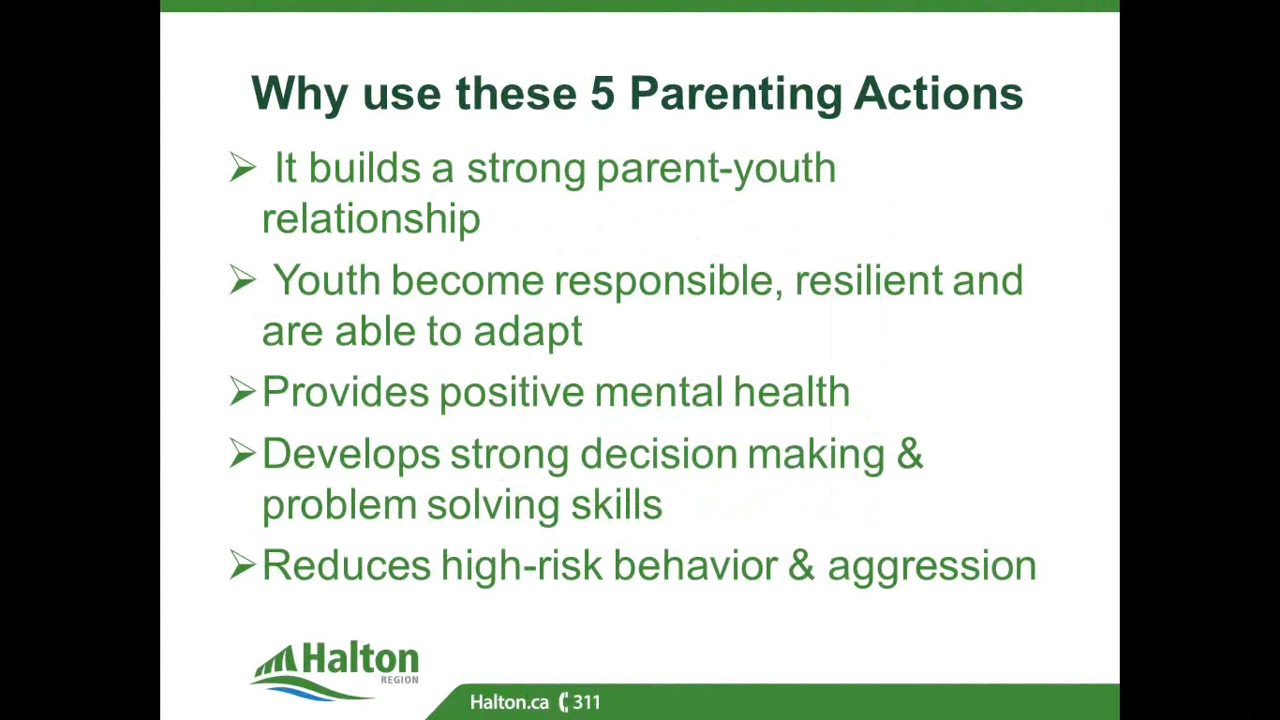 Why use these 5 Parenting Actions
➢ It builds a strong parent-youth
relationship
➢ Youth become responsible, resilient and
are able to adapt
➢Provides positive mental health
➢Develops strong decision making &
problem solving skills
➢Reduces high-risk behavior & aggression
Halton
REGION
Halton.ca 311